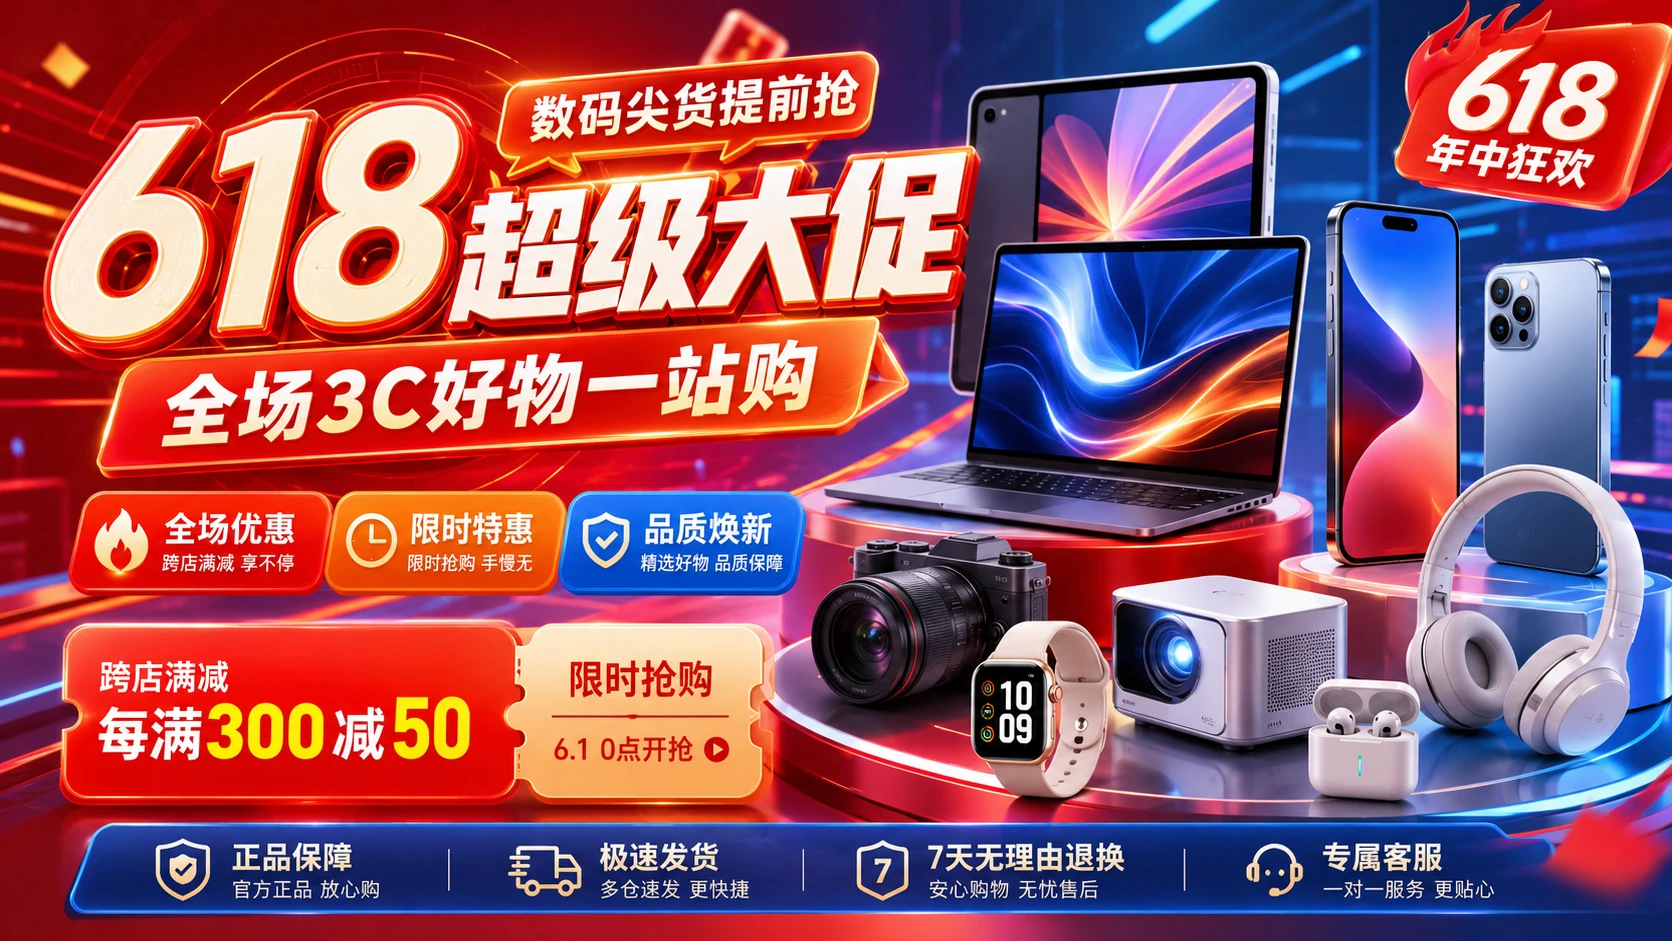 数码尖货提前抢
618超级大促
全场3C好物一站购
618
年中狂欢
全场优惠
跨店满减 享不停
限时特惠
限时抢购 手慢无
品质焕新
精选好物 品质保障
跨店满减
每满300减50
限时抢购
6.1 0点开抢
10
09
正品保障
官方正品 放心购
极速发货
多仓速发 更快捷
7
7天无理由退换
安心购物 无忧售后
专属客服
一对一服务 更贴心